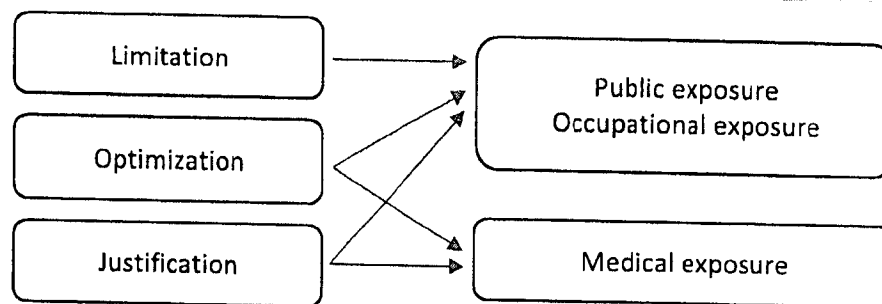 Limitation
Optimization
Justification
Public exposure
Occupational exposure
Medical exposure